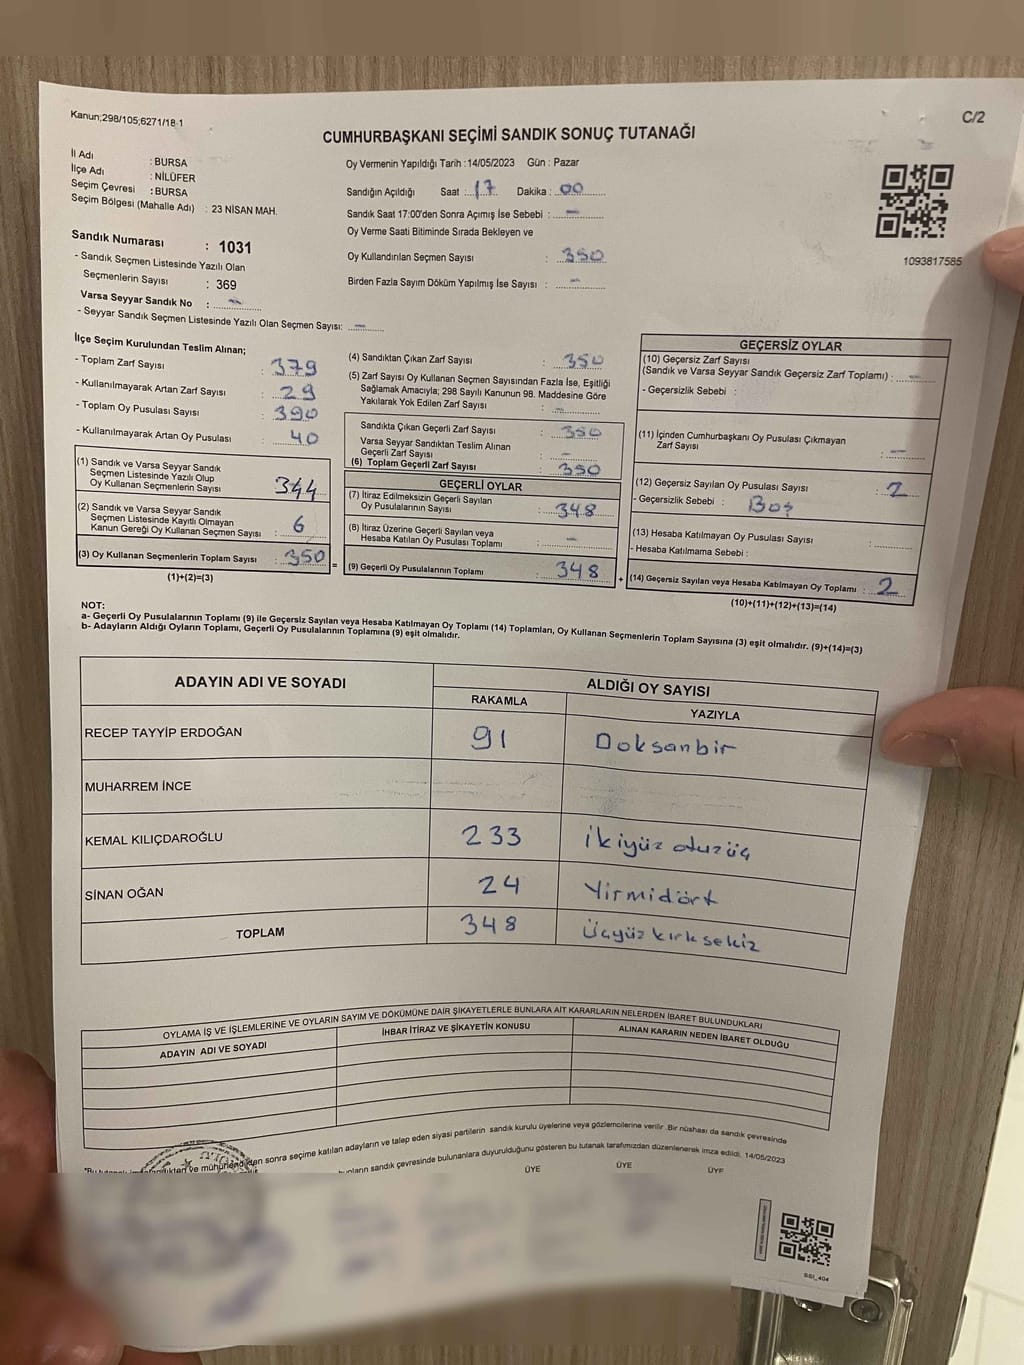 Kanun;298/105;6271/18-1
C/2
CUMHURBAŞKANI SEÇİMİ SANDIK SONUÇ TUTANAĞI
İl Adı : BURSA
İlçe Adı : NİLÜFER
Seçim Çevresi : BURSA
Seçim Bölgesi (Mahalle Adı) : 23 NİSAN MAH.
Sandık Numarası : 1031
- Sandık Seçmen Listesinde Yazılı Olan
Seçmenlerin Sayısı : 369
Varsa Seyyar Sandık No : -
- Seyyar Sandık Seçmen Listesinde Yazılı Olan Seçmen Sayısı: -
Oy Vermenin Yapıldığı Tarih :14/05/2023 Gün : Pazar
Sandığın Açıldığı Saat : 17 Dakika : 00
Sandık Saat 17:00'den Sonra Açımış İse Sebebi : -
Oy Verme Saati Bitiminde Sırada Bekleyen ve
Oy Kullandırılan Seçmen Sayısı : 350
Birden Fazla Sayım Döküm Yapılmış İse Sayısı : -
1093817585
İlçe Seçim Kurulundan Teslim Alınan;
- Toplam Zarf Sayısı : 379
- Kullanılmayarak Artan Zarf Sayısı : 29
- Toplam Oy Pusulası Sayısı : 390
- Kullanılmayarak Artan Oy Pusulası : 40
(1) Sandık ve Varsa Seyyar Sandık
Seçmen Listesinde Yazılı Olup
Oy Kullanan Seçmenlerin Sayısı : 344
(2) Sandık ve Varsa Seyyar Sandık
Seçmen Listesinde Kayıtlı Olmayan
Kanun Gereği Oy Kullanan Seçmen Sayısı : 6
(3) Oy Kullanan Seçmenlerin Toplam Sayısı : 350 =
(1)+(2)=(3)
(4) Sandıktan Çıkan Zarf Sayısı : 350
(5) Zarf Sayısı Oy Kullanan Seçmen Sayısından Fazla İse, Eşitliği
Sağlamak Amacıyla; 298 Sayılı Kanunun 98. Maddesine Göre
Yakılarak Yok Edilen Zarf Sayısı : -
Sandıkta Çıkan Geçerli Zarf Sayısı : 350
Varsa Seyyar Sandıktan Teslim Alınan
Geçerli Zarf Sayısı : -
(6) Toplam Geçerli Zarf Sayısı : 350
GEÇERLİ OYLAR
(7) İtiraz Edilmeksizin Geçerli Sayılan
Oy Pusulalarının Sayısı : 348
(8) İtiraz Üzerine Geçerli Sayılan veya
Hesaba Katılan Oy Pusulası Toplamı : -
(9) Geçerli Oy Pusulalarının Toplamı : 348 +
GEÇERSİZ OYLAR
(10) Geçersiz Zarf Sayısı
(Sandık ve Varsa Seyyar Sandık Geçersiz Zarf Toplamı) : -
- Geçersizlik Sebebi :
(11) İçinden Cumhurbaşkanı Oy Pusulası Çıkmayan
Zarf Sayısı : -
(12) Geçersiz Sayılan Oy Pusulası Sayısı : 2
- Geçersizlik Sebebi : Boş
(13) Hesaba Katılmayan Oy Pusulası Sayısı :
- Hesaba Katılmama Sebebi :
(14) Geçersiz Sayılan veya Hesaba Katılmayan Oy Toplamı : 2
(10)+(11)+(12)+(13)=(14)
NOT:
a- Geçerli Oy Pusulalarının Toplamı (9) ile Geçersiz Sayılan veya Hesaba Katılmayan Oy Toplamı (14) Toplamları, Oy Kullanan Seçmenlerin Toplam Sayısına (3) eşit olmalıdır. (9)+(14)=(3)
b- Adayların Aldığı Oyların Toplamı, Geçerli Oy Pusulalarının Toplamına (9) eşit olmalıdır.
ADAYIN ADI VE SOYADI ALDIĞI OY SAYISI
RAKAMLA YAZIYLA
RECEP TAYYİP ERDOĞAN 91 Doksanbir
MUHARREM İNCE
KEMAL KILIÇDAROĞLU 233 ikiyüz otuzüç
SİNAN OĞAN 24 Yirmidört
TOPLAM 348 Üçyüzkırksekiz
OYLAMA İŞ VE İŞLEMLERİNE VE OYLARIN SAYIM VE DÖKÜMÜNE DAİR ŞİKAYETLERLE BUNLARA AİT KARARLARIN NELERDEN İBARET BULUNDUKLARI
ADAYIN ADI VE SOYADI İHBAR İTİRAZ VE ŞİKAYETİN KONUSU ALINAN KARARIN NEDEN İBARET OLDUĞU
ve mühürlendikten sonra seçime katılan adayların ve talep eden siyasi partilerin sandık kurulu üyelerine veya gözlemcilerine verilir. Bir nüshası da sandık çevresinde
sandık çevresinde bulunanlara duyurulduğunu gösteren bu tutanak tarafımızdan düzenlenerek imza edildi. 14/05/2023
ÜYE ÜYE ÜYE
SSI_404